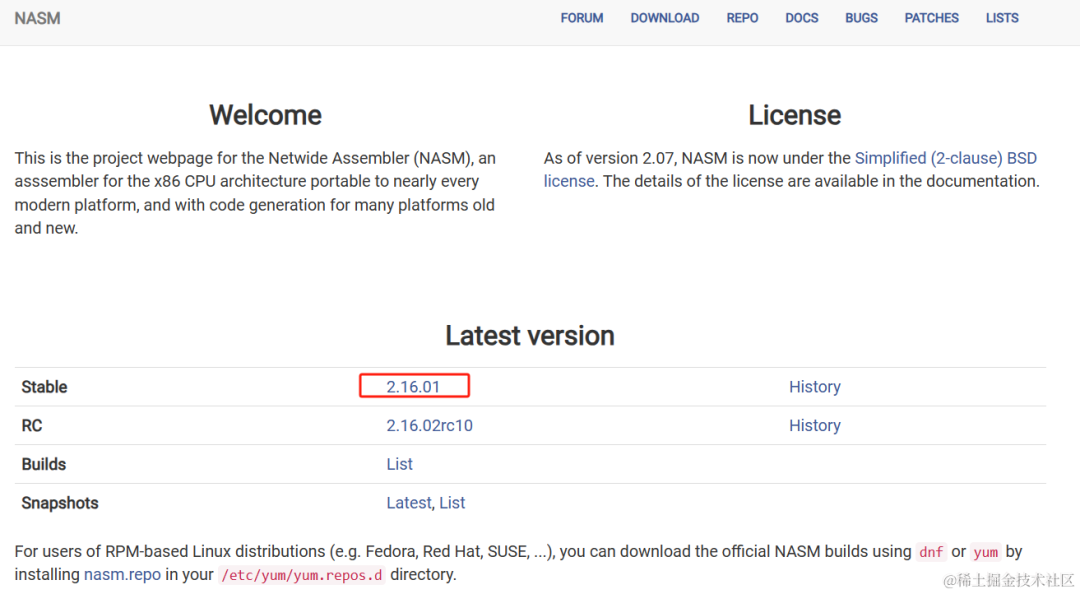 NASM
FORUM DOWNLOAD REPO DOCS BUGS PATCHES LISTS
Welcome
This is the project webpage for the Netwide Assembler (NASM), an
asssembler for the x86 CPU architecture portable to nearly every
modern platform, and with code generation for many platforms old
and new.
License
As of version 2.07, NASM is now under the Simplified (2-clause) BSD
license. The details of the license are available in the documentation.
Latest version
Stable 2.16.01 History
RC 2.16.02rc10 History
Builds List
Snapshots Latest, List
For users of RPM-based Linux distributions (e.g. Fedora, Red Hat, SUSE, ...), you can download the official NASM builds using dnf or yum by
installing nasm.repo in your /etc/yum/yum.repos.d directory.
@稀土掘金技术社区